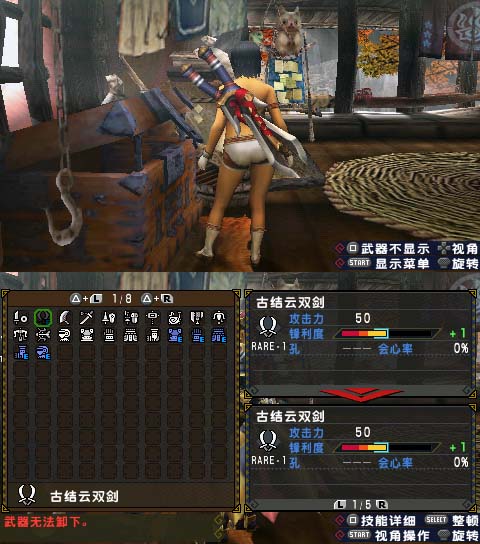 □武器不显示 视角
START 显示菜单 旋转
△+L 1/8 △+R
古结云双剑
攻击力 50
锋利度 +1
RARE-1 孔 --- 会心率 0%
古结云双剑
攻击力 50
锋利度 +1
RARE-1 孔 --- 会心率 0%
L 1/5 R
E E E
E E
古结云双剑
武器无法卸下。
□技能详细 SELECT 整顿
START 视角操作 旋转